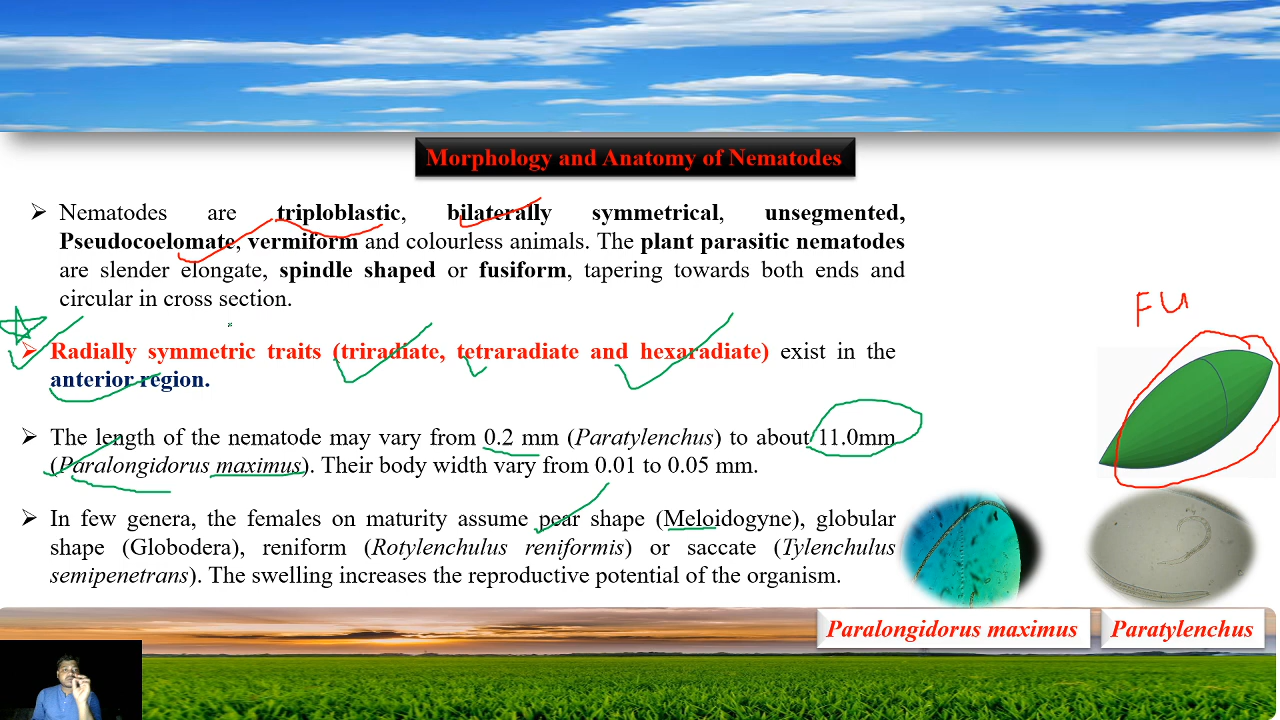 Morphology and Anatomy of Nematodes
➢ Nematodes are triploblastic, bilaterally symmetrical, unsegmented,
Pseudocoelomate, vermiform and colourless animals. The plant parasitic nematodes
are slender elongate, spindle shaped or fusiform, tapering towards both ends and
circular in cross section.
➢ Radially symmetric traits (triradiate, tetraradiate and hexaradiate) exist in the
anterior region.
➢ The length of the nematode may vary from 0.2 mm (Paratylenchus) to about 11.0mm
(Paralongidorus maximus). Their body width vary from 0.01 to 0.05 mm.
➢ In few genera, the females on maturity assume pear shape (Meloidogyne), globular
shape (Globodera), reniform (Rotylenchulus reniformis) or saccate (Tylenchulus
semipenetrans). The swelling increases the reproductive potential of the organism.
FU
Paralongidorus maximus
Paratylenchus